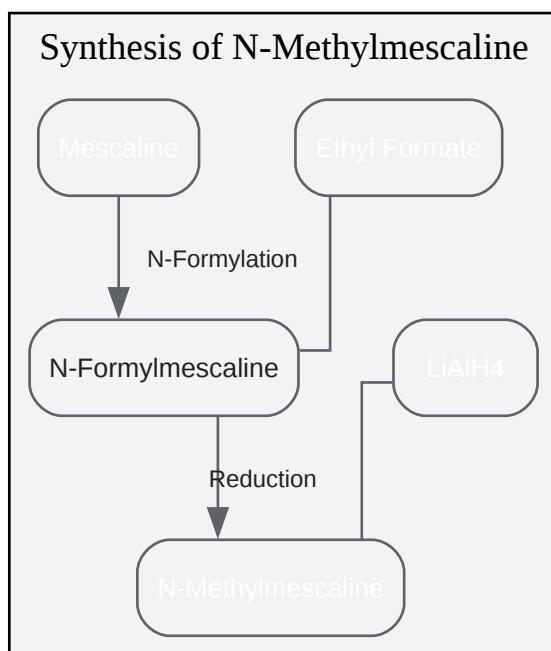 Synthesis of N-Methylmescaline
Mescaline
Ethyl Formate
N-Formylation
N-Formylmescaline
LiAlH4
Reduction
N-Methylmescaline